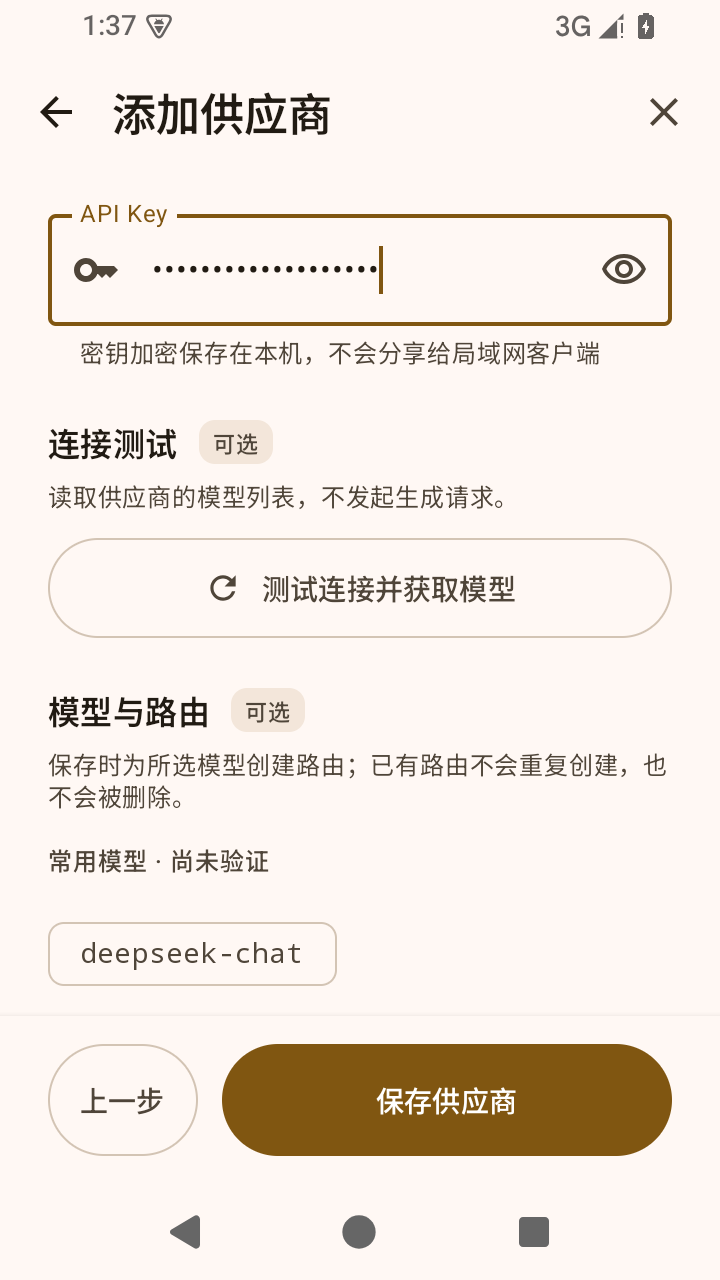 1:37
3G
添加供应商
API Key
••••••••••••••••••
密钥加密保存在本机，不会分享给局域网客户端
连接测试 可选
读取供应商的模型列表，不发起生成请求。
测试连接并获取模型
模型与路由 可选
保存时为所选模型创建路由；已有路由不会重复创建，也
不会被删除。
常用模型 · 尚未验证
deepseek-chat
上一步
保存供应商